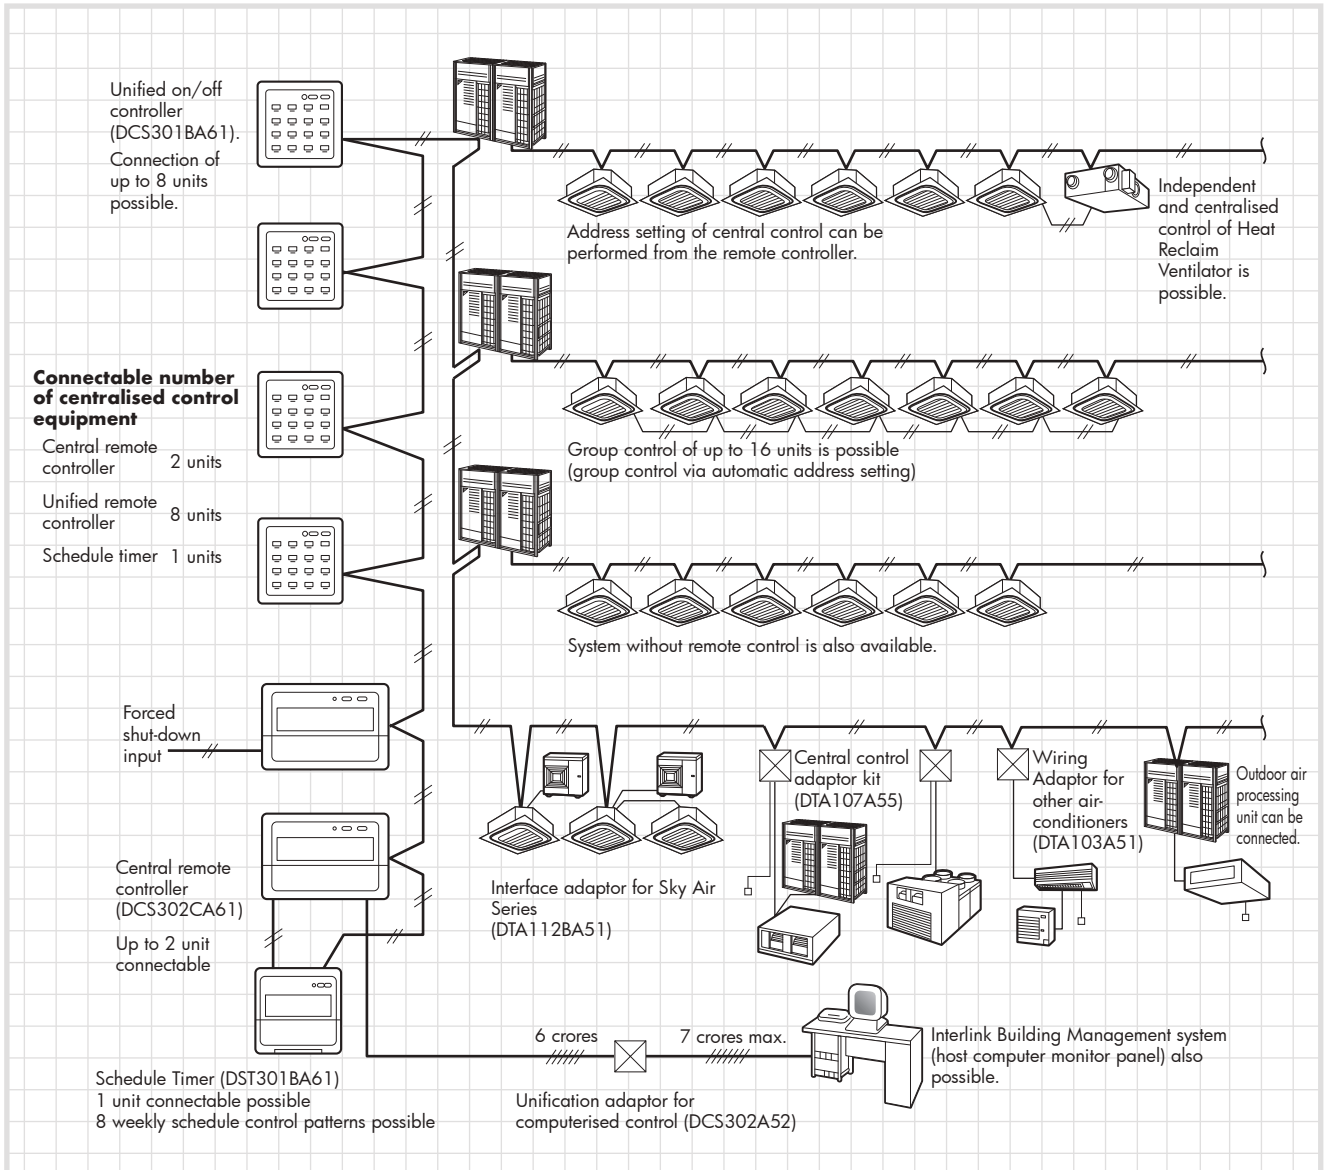 Unified on/off
controller
(DCS301BA61).
Connection of
up to 8 units
possible.
Independent
and centralised
control of Heat
Reclaim
Ventilator is
possible.
Address setting of central control can be
performed from the remote controller.
Connectable number
of centralised control
equipment
Central remote
controller 2 units
Unified remote
controller 8 units
Schedule timer 1 units
Group control of up to 16 units is possible
(group control via automatic address setting)
System without remote control is also available.
Forced
shut-down
input
Central control
adaptor kit
(DTA107A55)
Wiring
Adaptor for
other air-
conditioners
(DTA103A51)
Outdoor air
processing
unit can be
connected.
Central remote
controller
(DCS302CA61)
Up to 2 unit
connectable
Interface adaptor for Sky Air
Series
(DTA112BA51)
6 crores
7 crores max.
Interlink Building Management system
(host computer monitor panel) also
possible.
Schedule Timer (DST301BA61)
1 unit connectable possible
8 weekly schedule control patterns possible
Unification adaptor for
computerised control (DCS302A52)